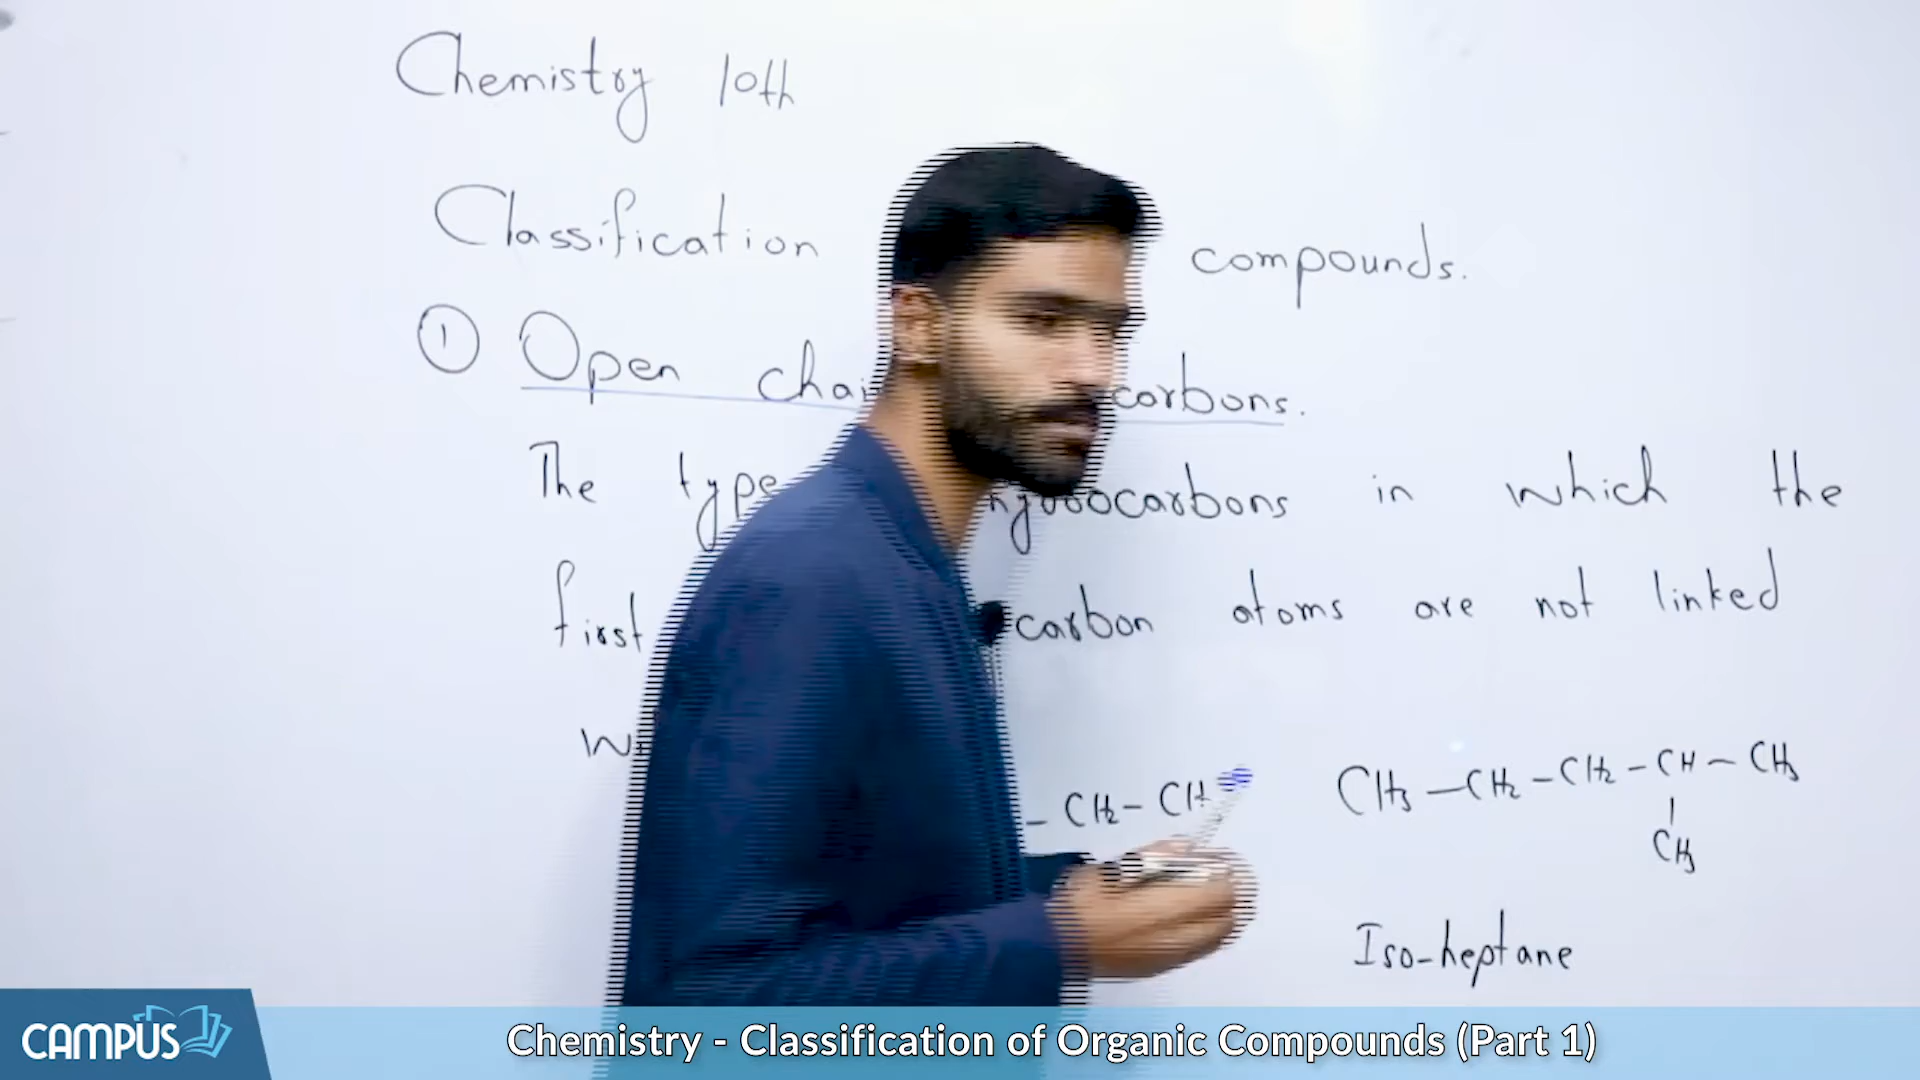 Chemistry 10th
Classification compounds.
① Open carbons.
The in which the
first carbon atoms are not linked
- CH2 - CH
CH3 - CH2 - CH2 - CH - CH3
CH3
Iso-heptane
CAMPUS
Chemistry - Classification of Organic Compounds (Part 1)